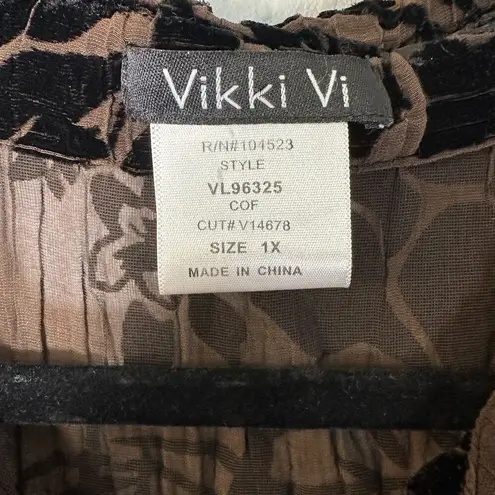 Vikki Vi
R/N#104523
STYLE
VL96325
COF
CUT# V14678
SIZE 1X
MADE IN CHINA